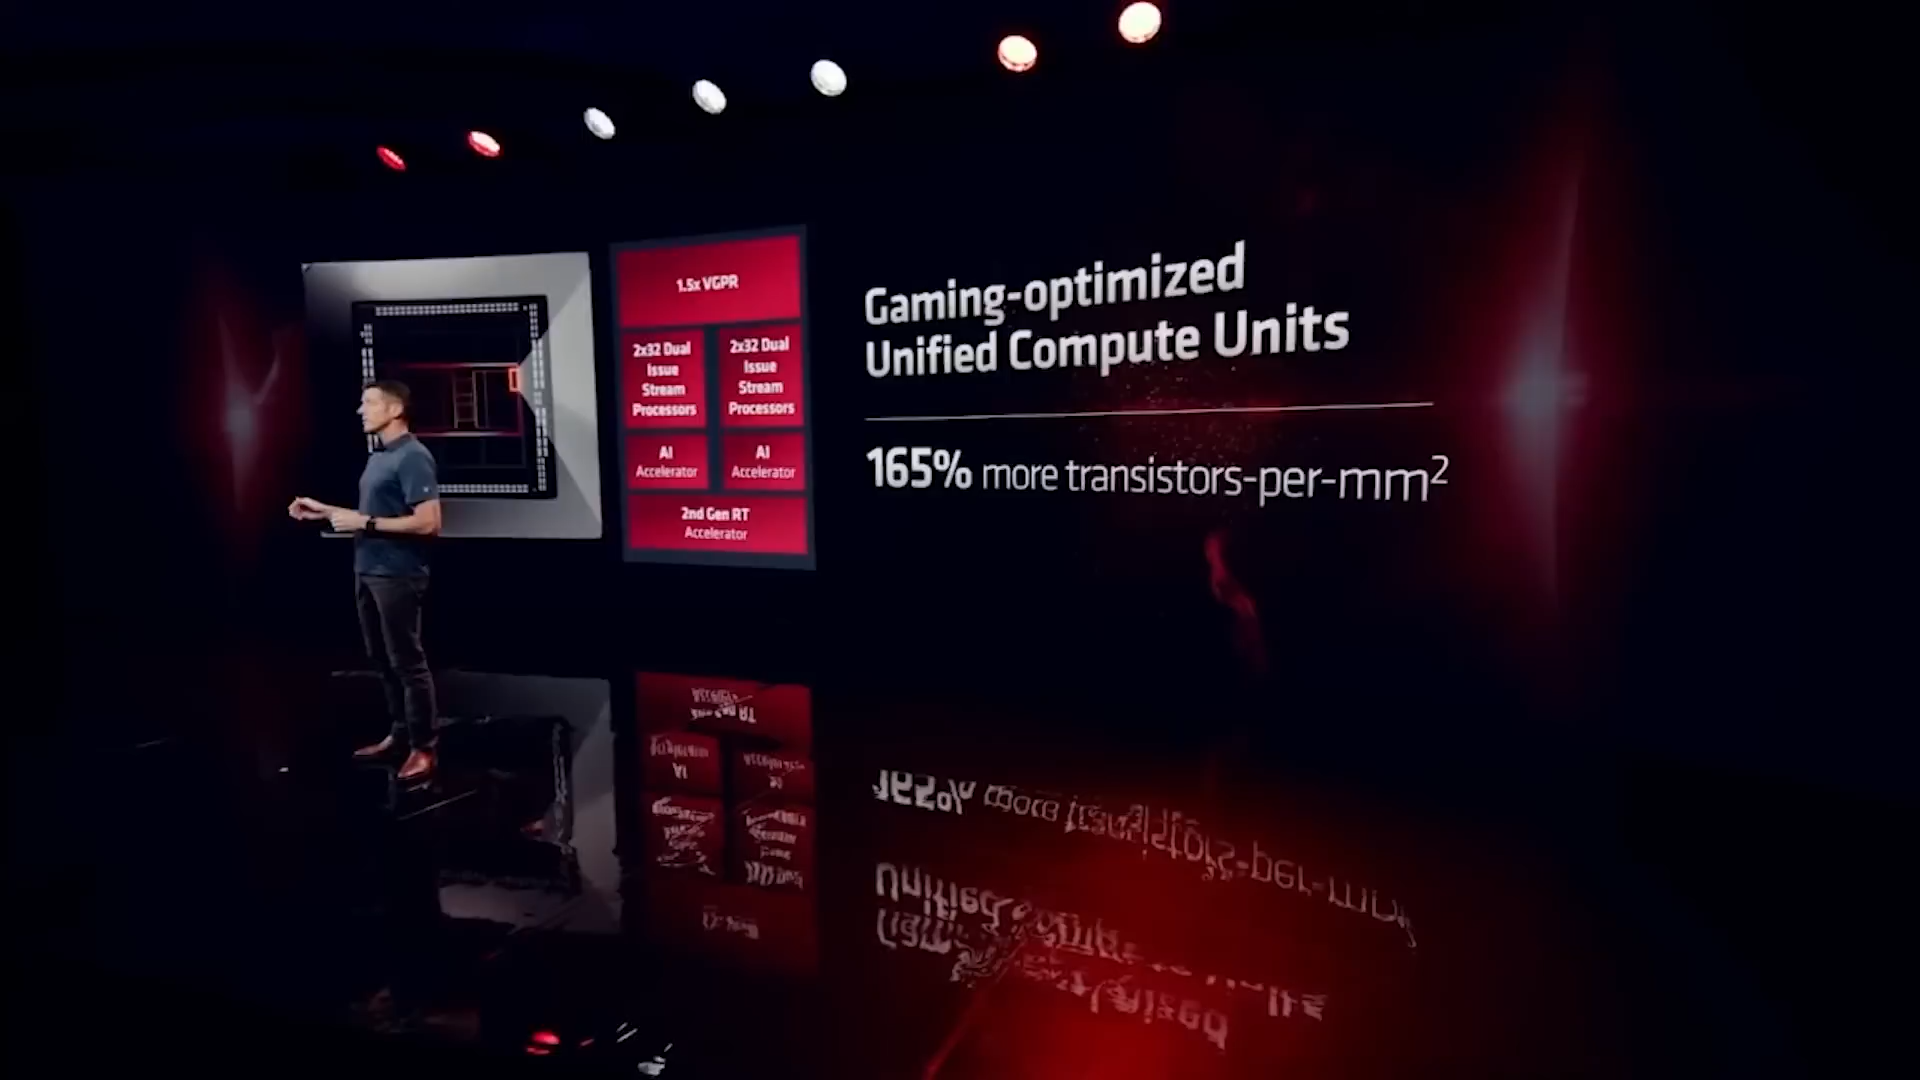 1.5x VGPR
2x32 Dual
Issue
Stream
Processors
2x32 Dual
Issue
Stream
Processors
AI
Accelerator
AI
Accelerator
2nd Gen RT
Accelerator
Gaming-optimized
Unified Compute Units
165% more transistors-per-mm²